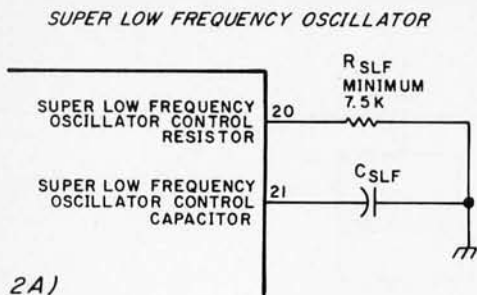 SUPER LOW FREQUENCY OSCILLATOR
R SLF
MINIMUM
7.5K
SUPER LOW FREQUENCY
OSCILLATOR CONTROL
RESISTOR
20
SUPER LOW FREQUENCY
OSCILLATOR CONTROL
CAPACITOR
21
CSLF
2A)